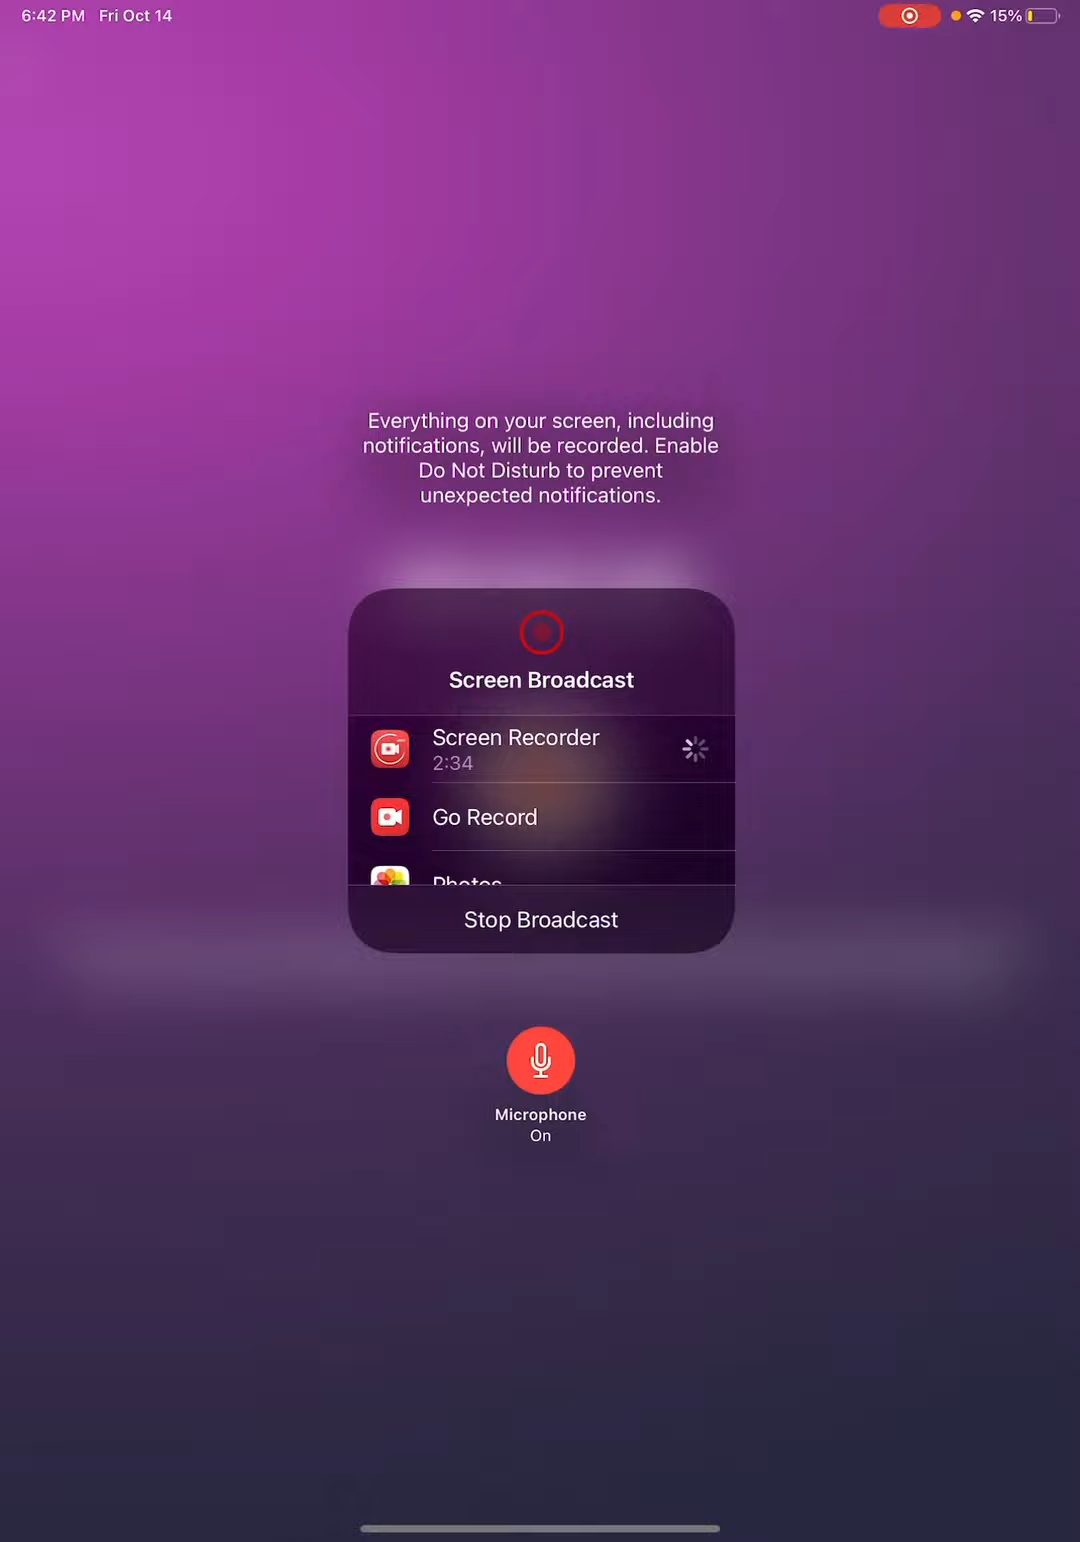 6:42 PM Fri Oct 14
15%
Everything on your screen, including
notifications, will be recorded. Enable
Do Not Disturb to prevent
unexpected notifications.
Screen Broadcast
Screen Recorder
2:34
Go Record
Photos
Stop Broadcast
Microphone
On